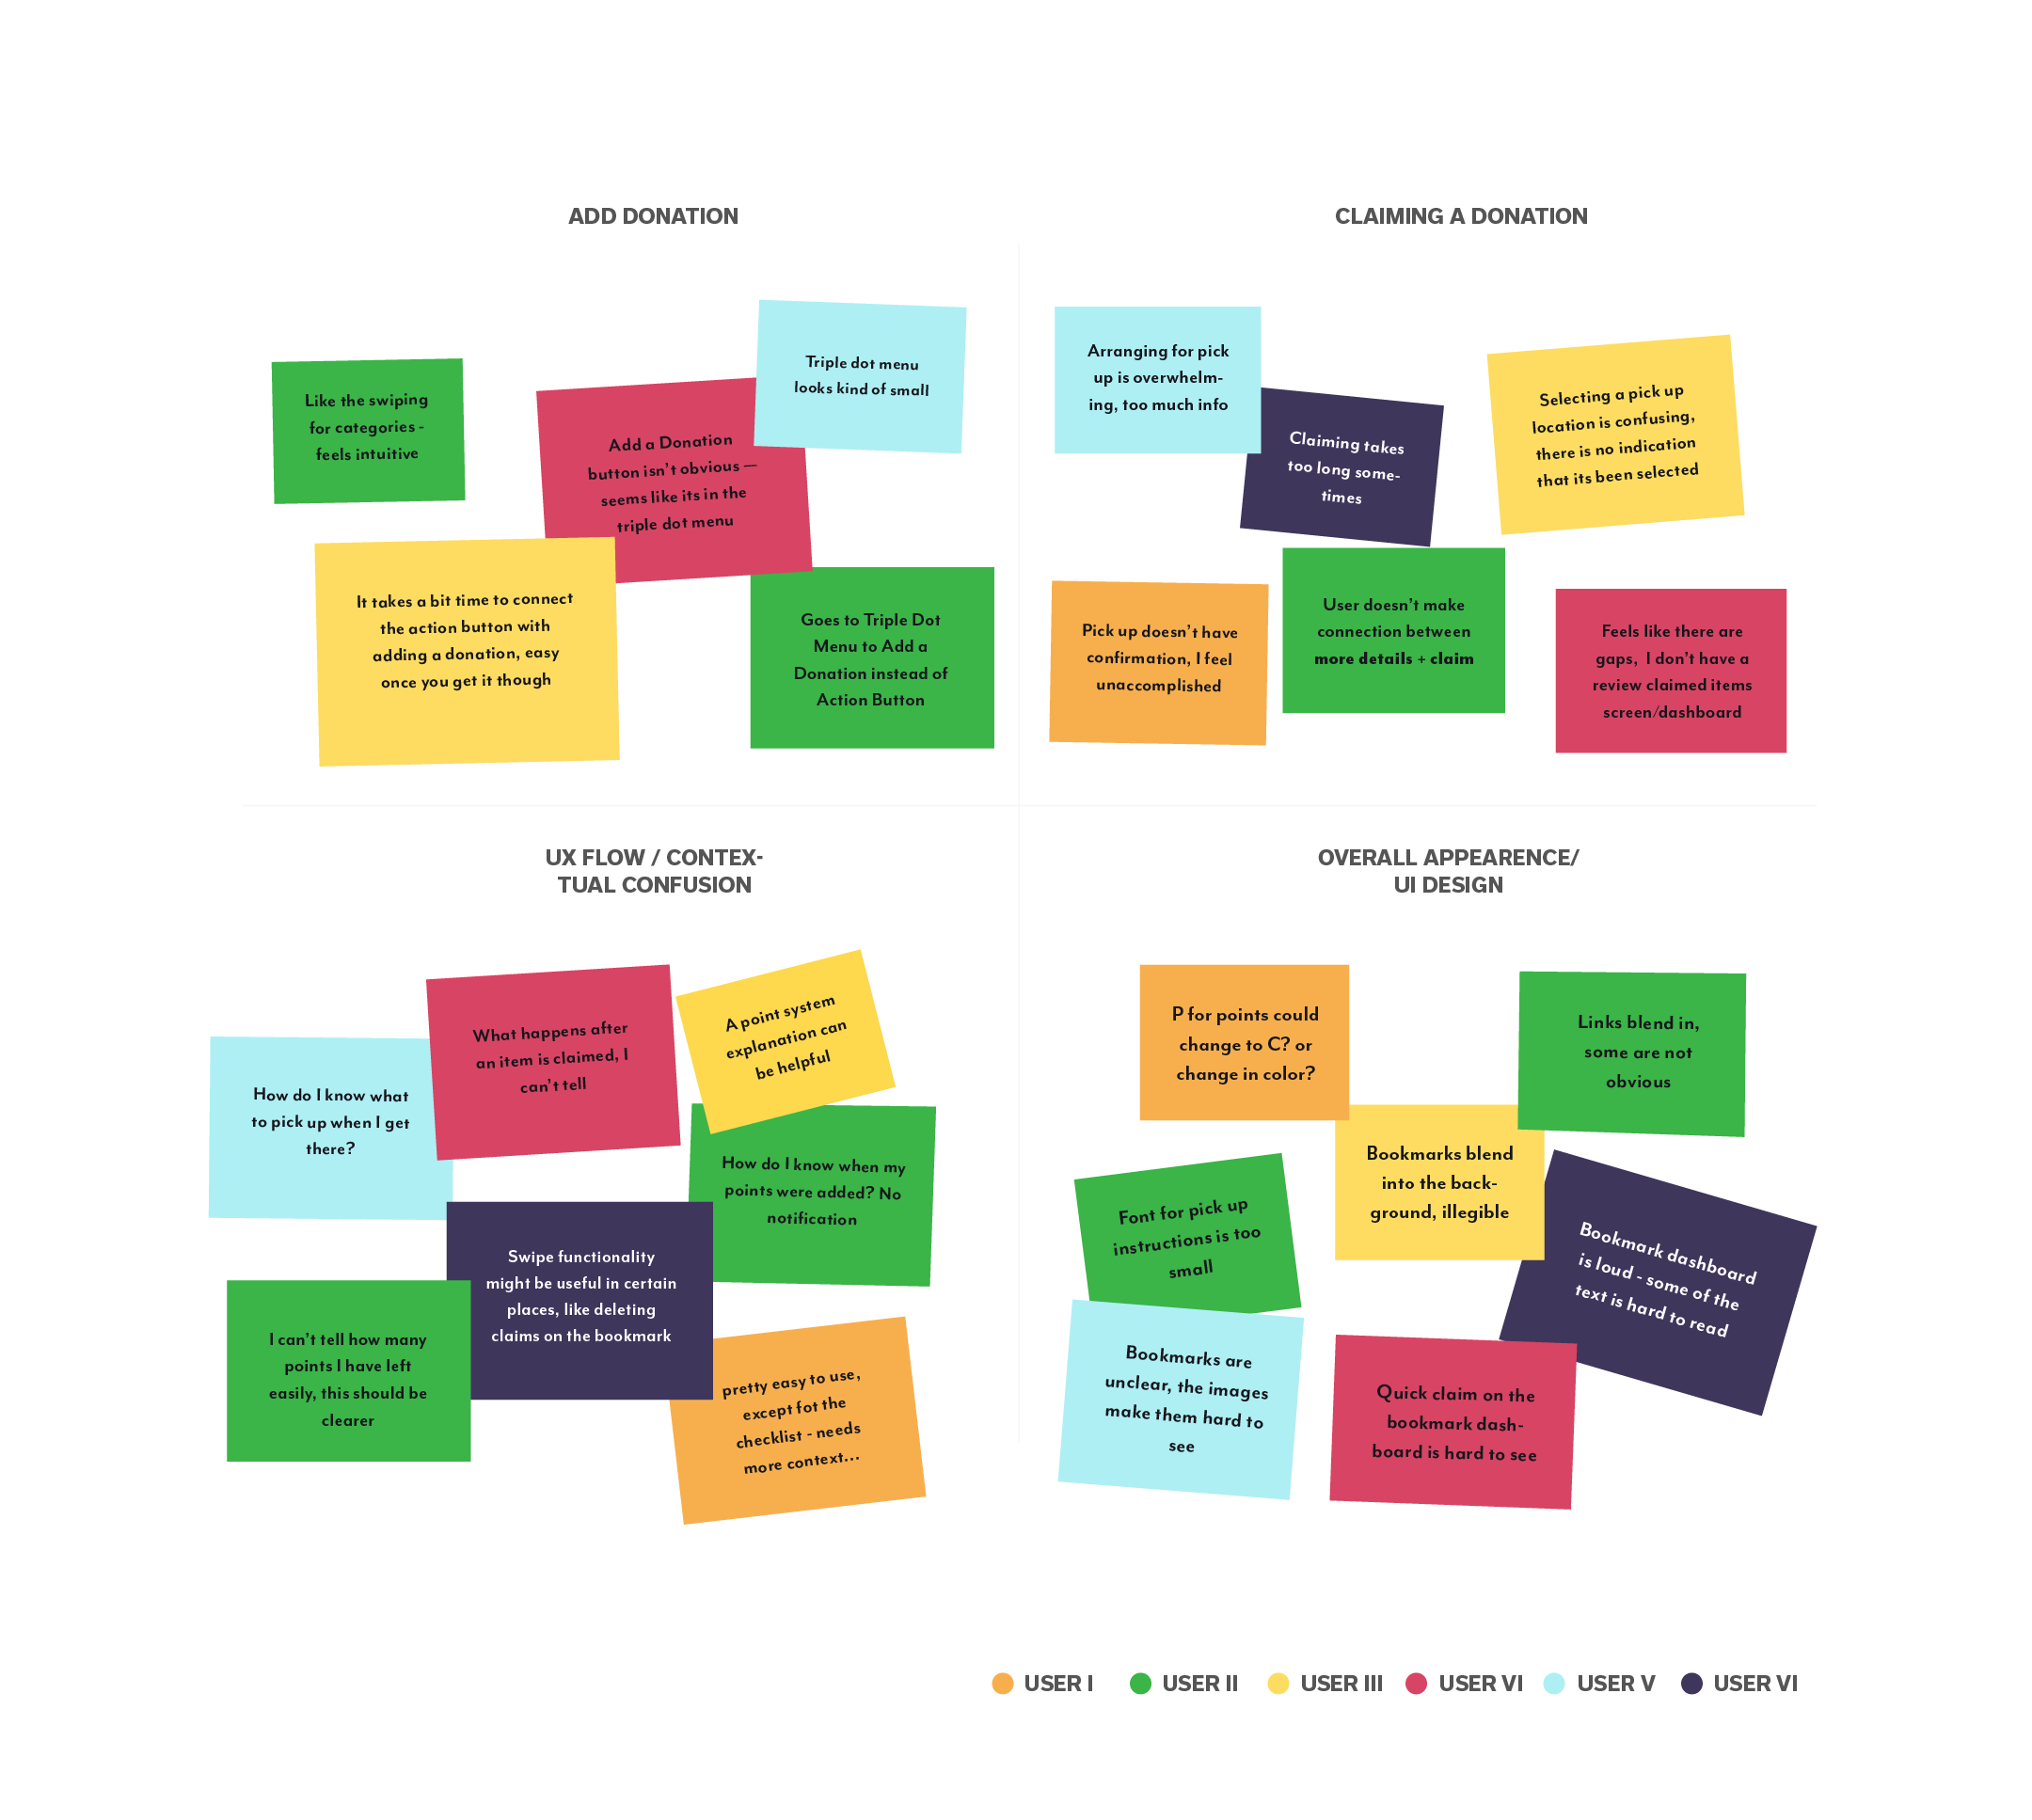 ADD DONATION
Like the swiping
for categories -
feels intuitive
Add a Donation
button isn't obvious —
seems like its in the
triple dot menu
Triple dot menu
looks kind of small
It takes a bit time to connect
the action button with
adding a donation, easy
once you get it though
Goes to Triple Dot
Menu to Add a
Donation instead of
Action Button
CLAIMING A DONATION
Arranging for pick
up is overwhelm-
ing, too much info
Claiming takes
too long some-
times
Selecting a pick up
location is confusing,
there is no indication
that its been selected
Pick up doesn't have
confirmation, I feel
unaccomplished
User doesn't make
connection between
more details + claim
Feels like there are
gaps, I don't have a
review claimed items
screen/dashboard
UX FLOW / CONTEX-
TUAL CONFUSION
How do I know what
to pick up when I get
there?
What happens after
an item is claimed, I
can't tell
A point system
explanation can
be helpful
How do I know when my
points were added? No
notification
Swipe functionality
might be useful in certain
places, like deleting
claims on the bookmark
I can't tell how many
points I have left
easily, this should be
clearer
pretty easy to use,
except fot the
checklist - needs
more context...
OVERALL APPEARENCE/
UI DESIGN
P for points could
change to C? or
change in color?
Links blend in,
some are not
obvious
Bookmarks blend
into the back-
ground, illegible
Font for pick up
instructions is too
small
Bookmark dashboard
is loud - some of the
text is hard to read
Bookmarks are
unclear, the images
make them hard to
see
Quick claim on the
bookmark dash-
board is hard to see
USER I
USER II
USER III
USER VI
USER V
USER VI